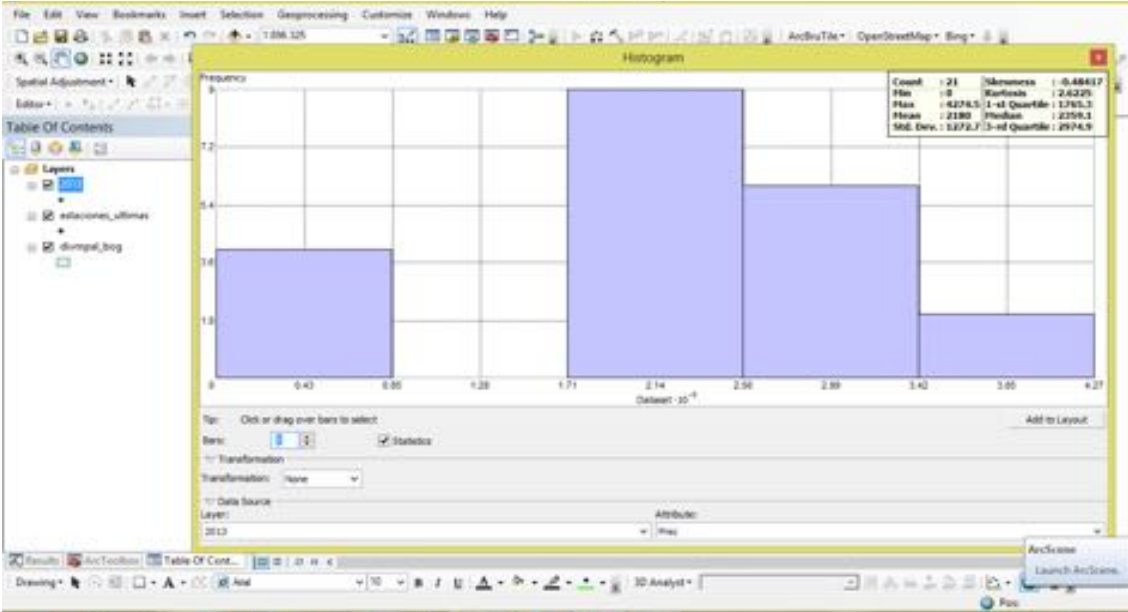 File Edit View Bookmarks Insert Selection Geoprocessing Customize Windows Help
ArcBruTile OpenStreetMap Bing
Histogram
Spatial Adjustment
Editor
Table Of Contents
Layers
2013
estaciones_ultimas
divmpal_bog
Frequency
9
7.2
5.4
3.6
1.8
0 0.43 0.85 1.28 1.71 2.14 2.56 2.99 3.42 3.85 4.27
Dataset · 10⁻³
Count : 21 Skewness : -0.48417
Min : 0 Kurtosis : 2.6225
Max : 4274.5 1-st Quartile : 1765.3
Mean : 2180 Median : 2359.1
Std. Dev. : 1272.7 3-rd Quartile : 2974.9
Tip: Click or drag over bars to select
Add to Layout
Bars: Statistics
Transformation
Transformation: None
Data Source
Layer: Attribute:
2013
Results ArcToolbox Table Of Cont...
ArcScene
Launch ArcScene.
Drawing A Arial 10 B I U A 3D Analyst